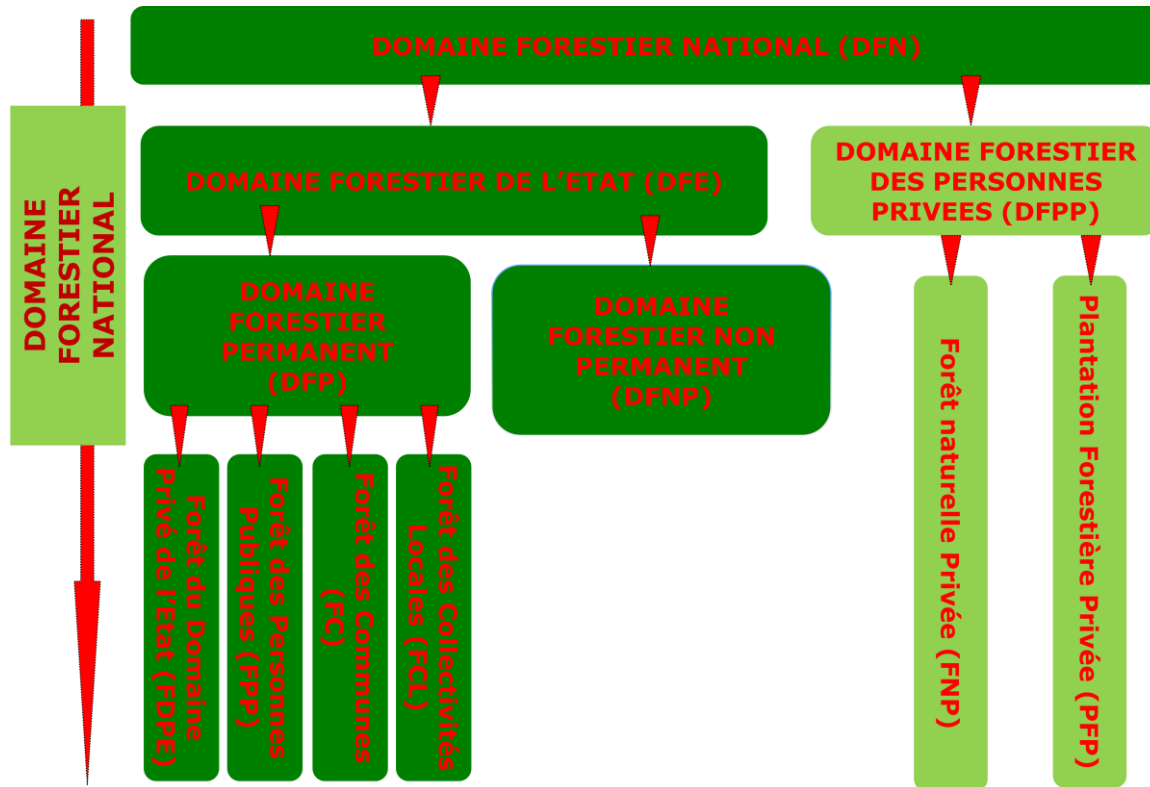 DOMAINE FORESTIER NATIONAL (DFN)
DOMAINE
FORESTIER
NATIONAL
DOMAINE FORESTIER DE L’ETAT (DFE)
DOMAINE FORESTIER
DES PERSONNES
PRIVEES (DFPP)
DOMAINE
FORESTIER
PERMANENT
(DFP)
DOMAINE
FORESTIER NON
PERMANENT
(DFNP)
Forêt du Domaine
Privé de l’Etat (FDPE)
Forêt des Personnes
Publiques (FPP)
Forêt des Communes
(FC)
Forêt des Collectivités
Locales (FCL)
Forêt naturelle Privée (FNP)
Plantation Forestière Privée (PFP)